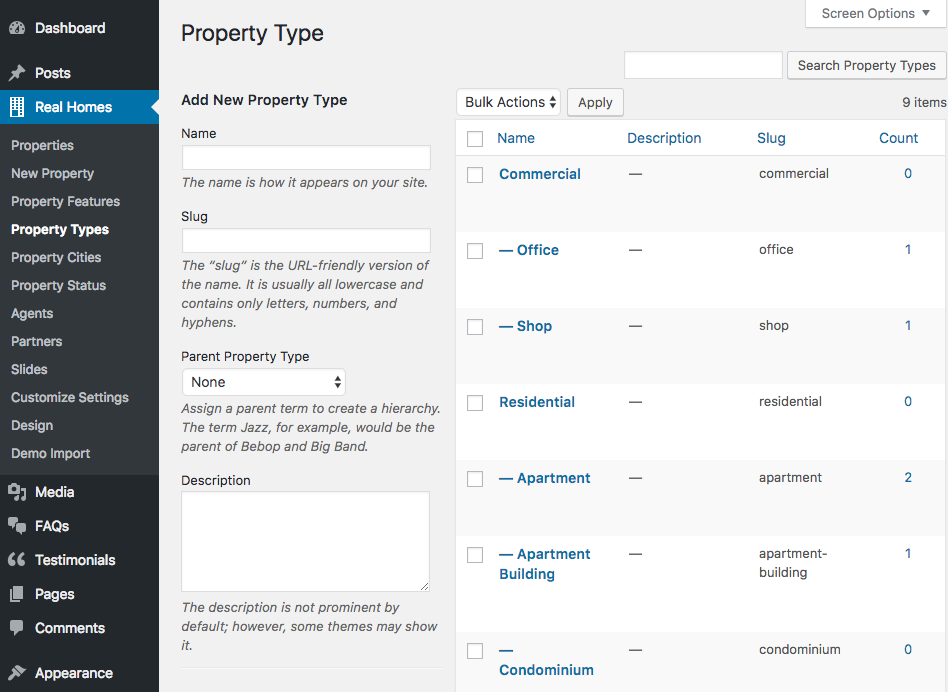 Dashboard
Posts
Real Homes
Properties
New Property
Property Features
Property Types
Property Cities
Property Status
Agents
Partners
Slides
Customize Settings
Design
Demo Import
Media
FAQs
Testimonials
Pages
Comments
Appearance
Screen Options
Property Type
Search Property Types
Add New Property Type
Name
The name is how it appears on your site.
Slug
The “slug” is the URL-friendly version of
the name. It is usually all lowercase and
contains only letters, numbers, and
hyphens.
Parent Property Type
None
Assign a parent term to create a hierarchy.
The term Jazz, for example, would be the
parent of Bebop and Big Band.
Description
The description is not prominent by
default; however, some themes may show
it.
Bulk Actions Apply 9 items
Name Description Slug Count
Commercial — commercial 0
— Office — office 1
— Shop — shop 1
Residential — residential 0
— Apartment — apartment 2
— Apartment — apartment- 1
Building building
— — condominium 0
Condominium